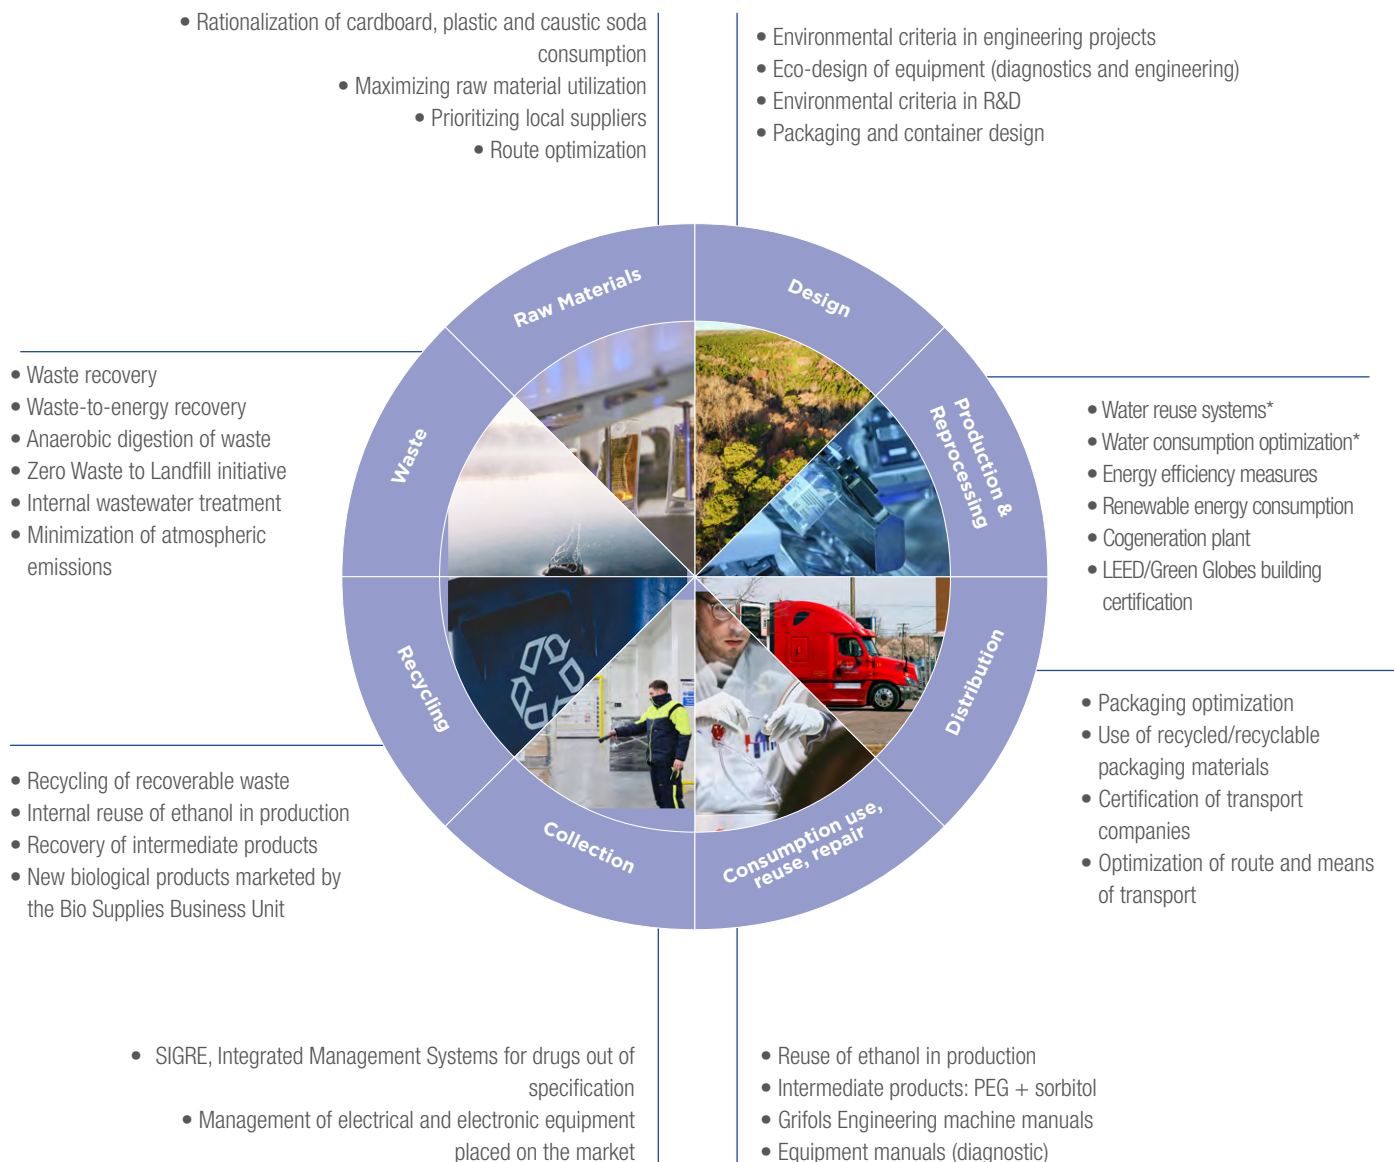 • Rationalization of cardboard, plastic and caustic soda
consumption
• Maximizing raw material utilization
• Prioritizing local suppliers
• Route optimization
• Environmental criteria in engineering projects
• Eco-design of equipment (diagnostics and engineering)
• Environmental criteria in R&D
• Packaging and container design
Raw Materials
Design
• Waste recovery
• Waste-to-energy recovery
• Anaerobic digestion of waste
• Zero Waste to Landfill initiative
• Internal wastewater treatment
• Minimization of atmospheric
emissions
Waste
Production &
Reprocessing
• Water reuse systems*
• Water consumption optimization*
• Energy efficiency measures
• Renewable energy consumption
• Cogeneration plant
• LEED/Green Globes building
certification
Recycling
Distribution
• Packaging optimization
• Use of recycled/recyclable
packaging materials
• Certification of transport
companies
• Optimization of route and means
of transport
• Recycling of recoverable waste
• Internal reuse of ethanol in production
• Recovery of intermediate products
• New biological products marketed by
the Bio Supplies Business Unit
Collection
Consumption use,
reuse, repair
• SIGRE, Integrated Management Systems for drugs out of
specification
• Management of electrical and electronic equipment
placed on the market
• Reuse of ethanol in production
• Intermediate products: PEG + sorbitol
• Grifols Engineering machine manuals
• Equipment manuals (diagnostic)